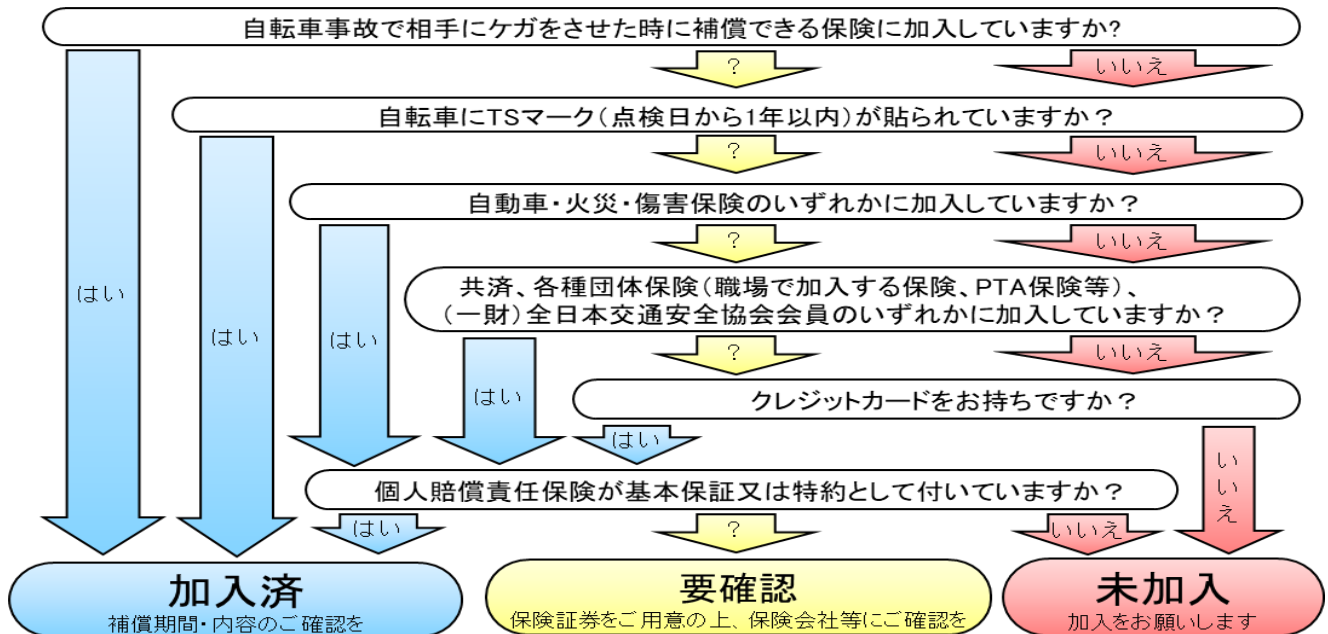 自転車事故で相手にケガをさせた時に補償できる保険に加入していますか?
?
いいえ
自転車にTSマーク(点検日から1年以内)が貼られていますか?
?
いいえ
自動車・火災・傷害保険のいずれかに加入していますか?
はい
?
いいえ
共済、各種団体保険(職場で加入する保険、PTA保険等)、
(一財)全日本交通安全協会会員のいずれかに加入していますか?
はい
はい
?
いいえ
クレジットカードをお持ちですか?
はい
はい
いいえ
個人賠償責任保険が基本保証又は特約として付いていますか?
はい
?
いいえ
加入済
補償期間・内容のご確認を
要確認
保険証券をご用意の上、保険会社等にご確認を
未加入
加入をお願いします